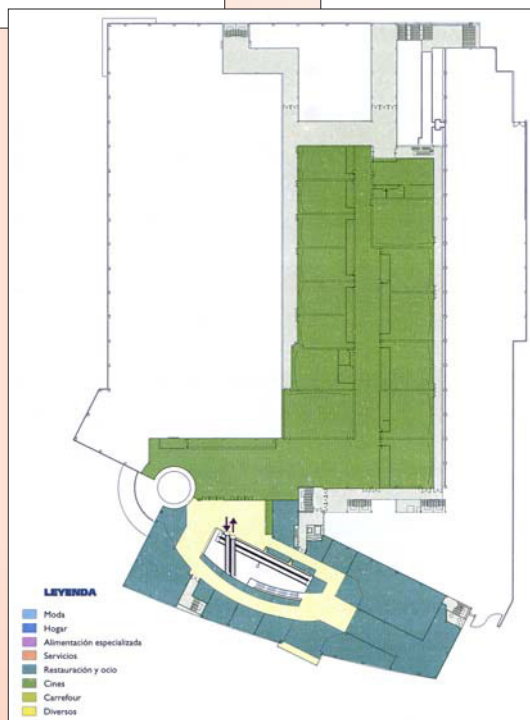 LEYENDA
Moda
Hogar
Alimentación especializada
Servicios
Restauración y ocio
Cines
Carrefour
Diversos